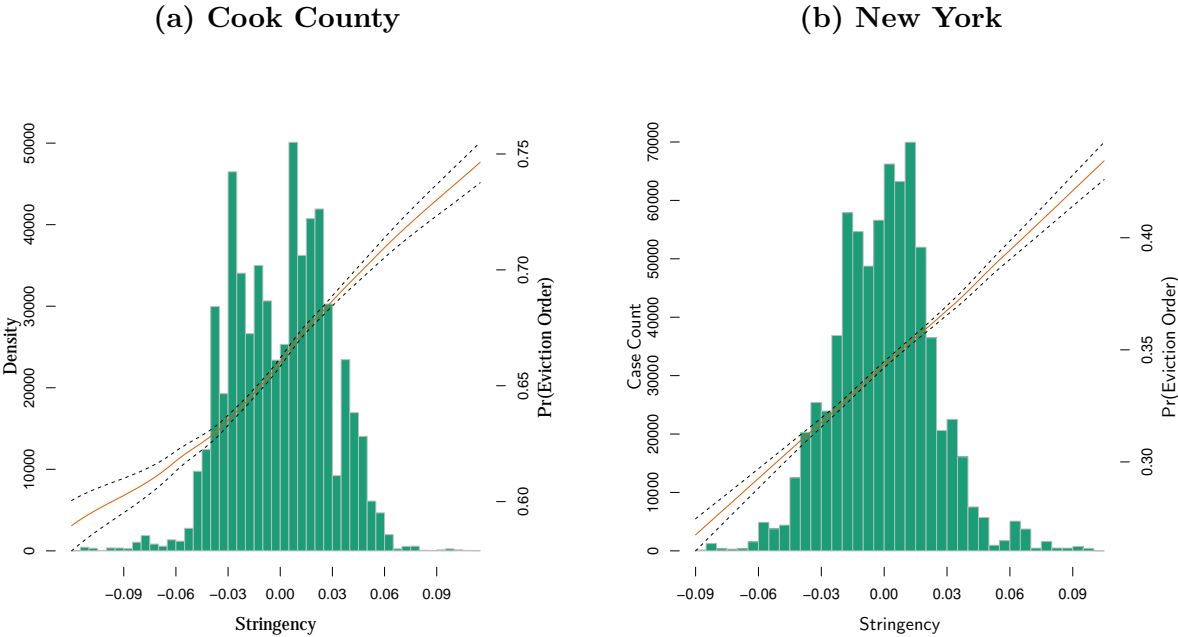 (a) Cook County
Density
50000
40000
30000
20000
10000
0
0.75
0.70
0.65
0.60
Pr(Eviction Order)
−0.09 −0.06 −0.03 0.00 0.03 0.06 0.09
Stringency
(b) New York
Case Count
70000
60000
50000
40000
30000
20000
10000
0
0.40
0.35
0.30
Pr(Eviction Order)
−0.09 −0.06 −0.03 0.00 0.03 0.06 0.09
Stringency